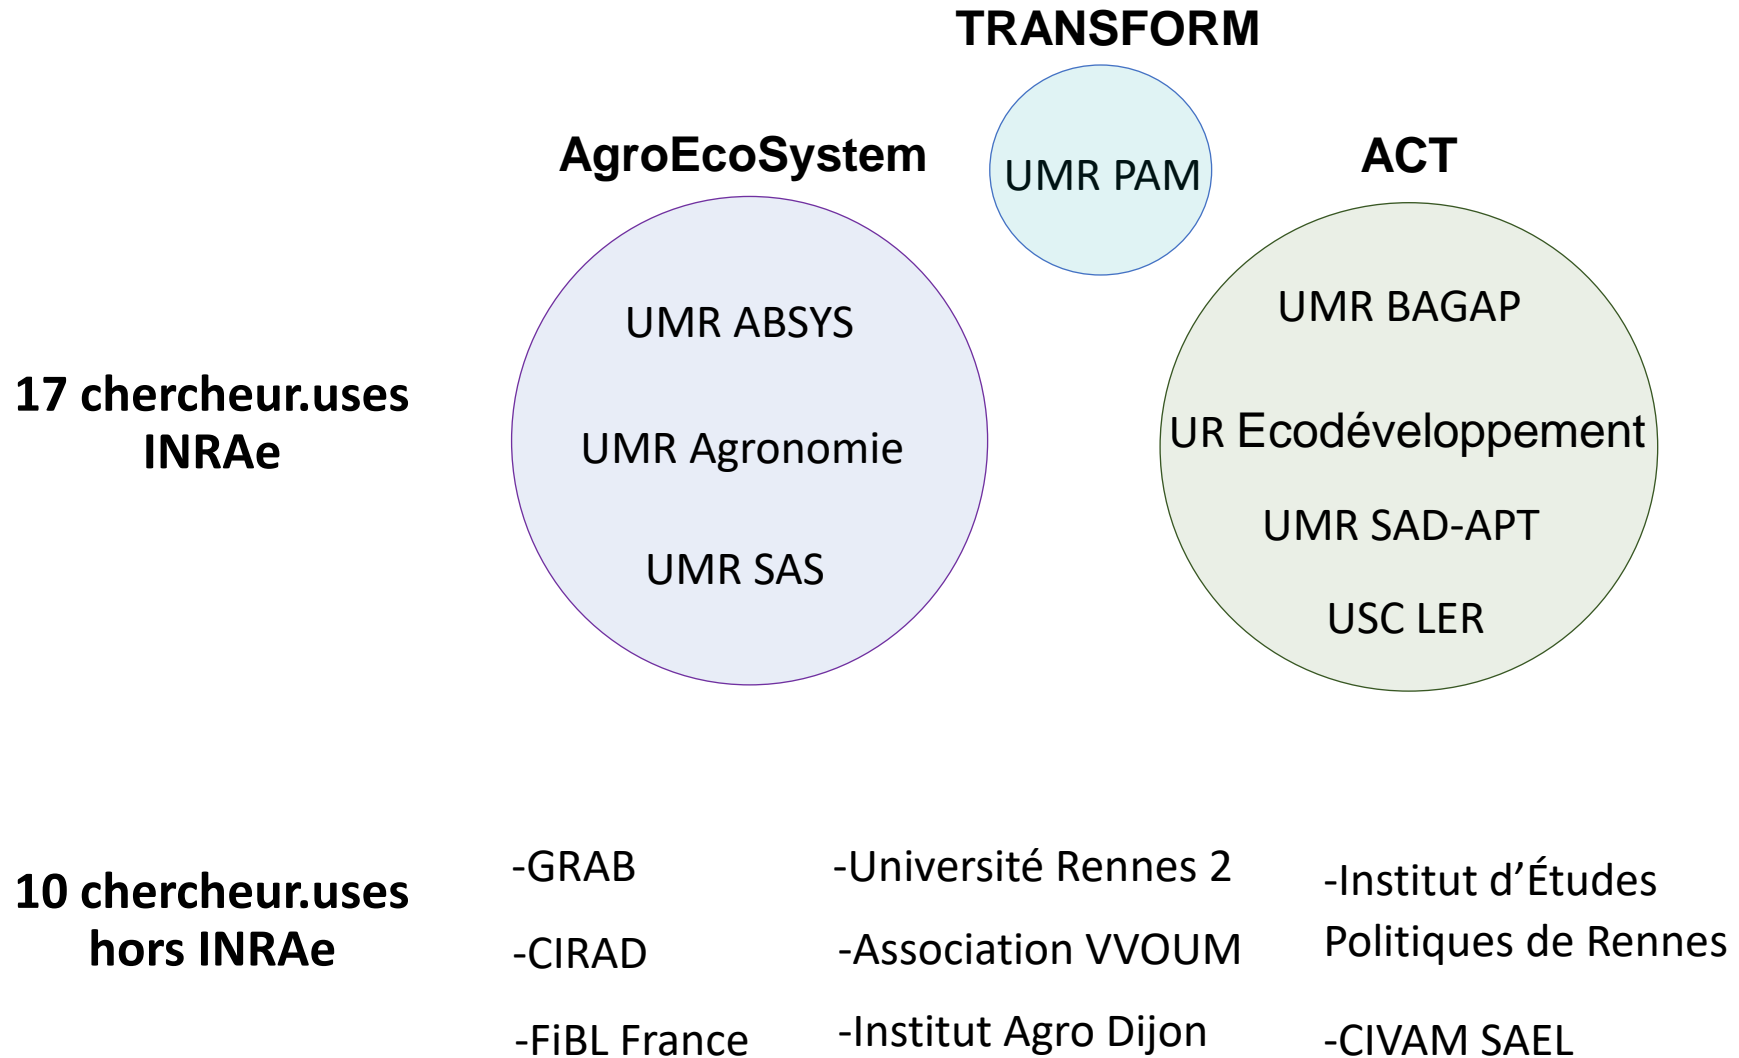 TRANSFORM
AgroEcoSystem
UMR PAM
ACT
17 chercheur.uses
INRAe
UMR ABSYS
UMR Agronomie
UMR SAS
UMR BAGAP
UR Ecodéveloppement
UMR SAD-APT
USC LER
10 chercheur.uses
hors INRAe
-GRAB
-CIRAD
-FiBL France
-Université Rennes 2
-Association VVOUM
-Institut Agro Dijon
-Institut d’Études
Politiques de Rennes
-CIVAM SAEL